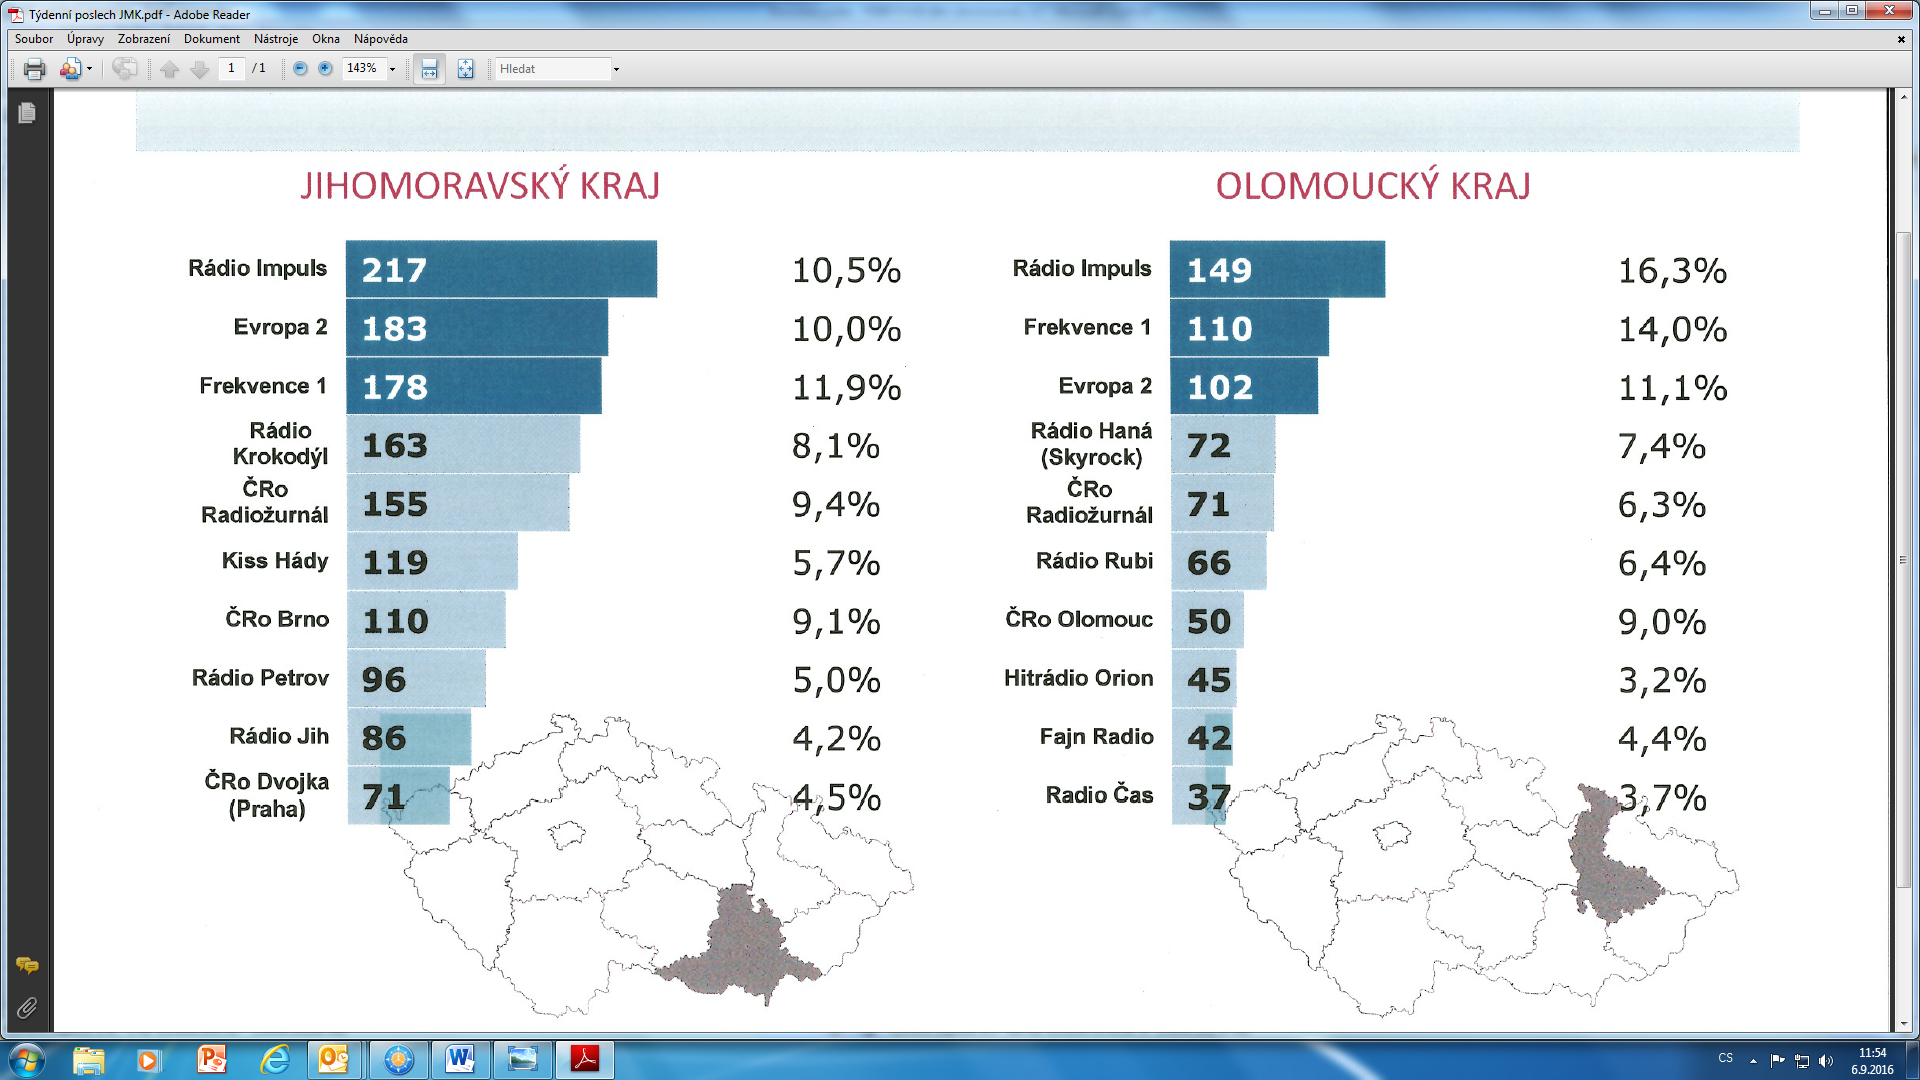 Týdenní poslech JMK.pdf - Adobe Reader
Soubor Úpravy Zobrazení Dokument Nástroje Okna Nápověda
1 / 1 143% Hledat
JIHOMORAVSKÝ KRAJ
Rádio Impuls 217 10,5%
Evropa 2 183 10,0%
Frekvence 1 178 11,9%
Rádio
Krokodýl 163 8,1%
ČRo
Radiožurnál 155 9,4%
Kiss Hády 119 5,7%
ČRo Brno 110 9,1%
Rádio Petrov 96 5,0%
Rádio Jih 86 4,2%
ČRo Dvojka
(Praha) 71 4,5%
OLOMOUCKÝ KRAJ
Rádio Impuls 149 16,3%
Frekvence 1 110 14,0%
Evropa 2 102 11,1%
Rádio Haná
(Skyrock) 72 7,4%
ČRo
Radiožurnál 71 6,3%
Rádio Rubi 66 6,4%
ČRo Olomouc 50 9,0%
Hitrádio Orion 45 3,2%
Fajn Radio 42 4,4%
Radio Čas 37 3,7%
CS 11:54
6.9.2016